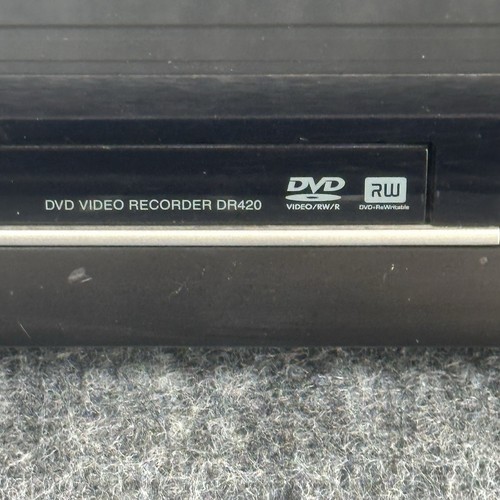 DVD VIDEO RECORDER DR420
DVD
VIDEO/RW/R
RW
DVD+ReWritable